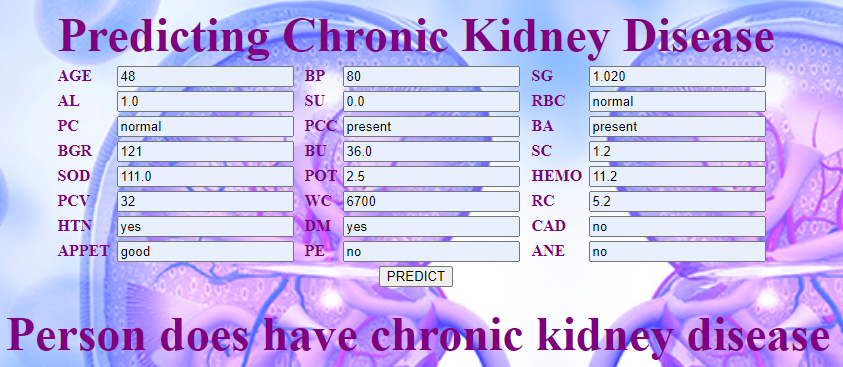 Predicting Chronic Kidney Disease
AGE 48 BP 80 SG 1.020
AL 1.0 SU 0.0 RBC normal
PC normal PCC present BA present
BGR 121 BU 36.0 SC 1.2
SOD 111.0 POT 2.5 HEMO 11.2
PCV 32 WC 6700 RC 5.2
HTN yes DM yes CAD no
APPET good PE no ANE no
PREDICT
Person does have chronic kidney disease